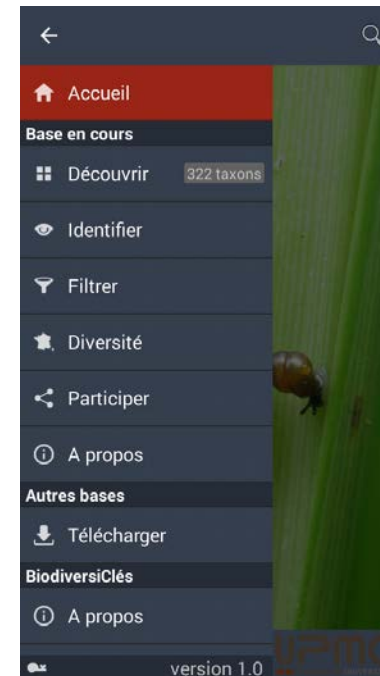 Accueil
Base en cours
Découvrir 322 taxons
Identifier
Filtrer
Diversité
Participer
A propos
Autres bases
Télécharger
BiodiversiClés
A propos
version 1.0
UPMC